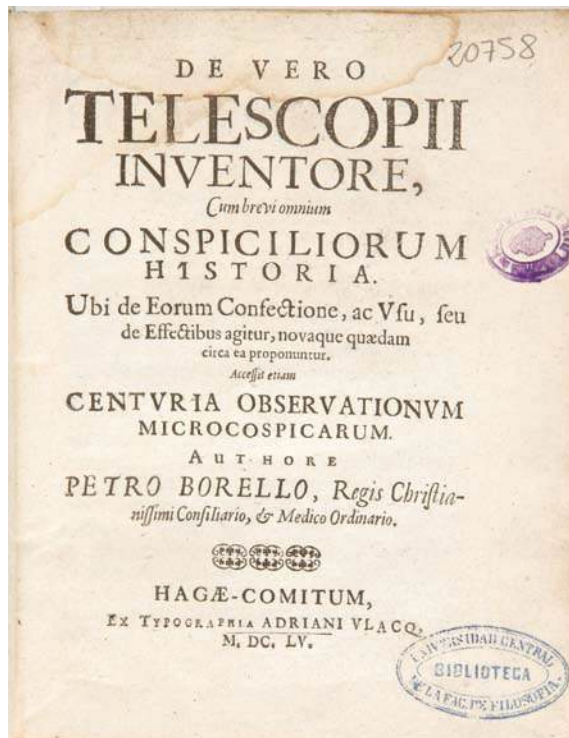 20758
DE VERO
TELESCOPII
INVENTORE,
Cum brevi omnium
CONSPICILIORUM
HISTORIA.
Ubi de Eorum Confectione, ac Vſu, ſeu
de Effectibus agitur, novaque quædam
circa ea proponuntur.
Acceſſit etiam
CENTVRIA OBSERVATIONVM
MICROCOSPICARUM.
AUTHORE
PETRO BORELLO, Regis Chriſtia-
niſſimi Conſiliario, & Medico Ordinario.
HAGÆ-COMITUM,
EX TYPOGRAPHIA ADRIANI VLACQ,
M. DC. LV.
UNIVERSIDAD CENTRAL
BIBLIOTECA
DE LA FAC. DE FILOSOFIA.